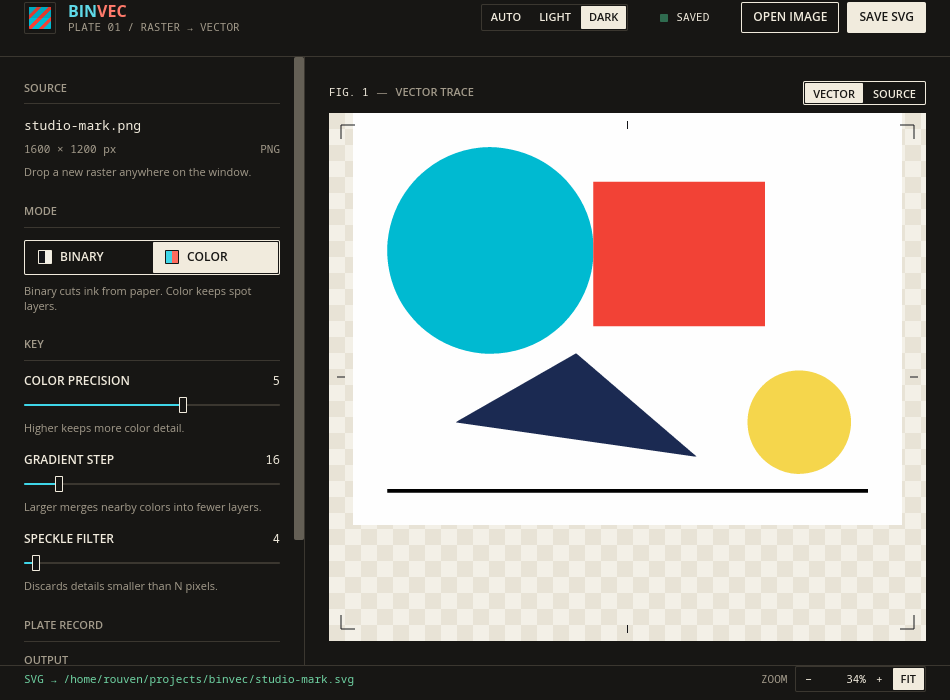 BINVEC
PLATE 01 / RASTER → VECTOR
AUTO LIGHT DARK
SAVED
OPEN IMAGE
SAVE SVG
SOURCE
studio-mark.png
1600 × 1200 px PNG
Drop a new raster anywhere on the window.
MODE
BINARY COLOR
Binary cuts ink from paper. Color keeps spot
layers.
KEY
COLOR PRECISION 5
Higher keeps more color detail.
GRADIENT STEP 16
Larger merges nearby colors into fewer layers.
SPECKLE FILTER 4
Discards details smaller than N pixels.
PLATE RECORD
OUTPUT
FIG. 1 — VECTOR TRACE
VECTOR SOURCE
SVG → /home/rouven/projects/binvec/studio-mark.svg
ZOOM − 34% + FIT